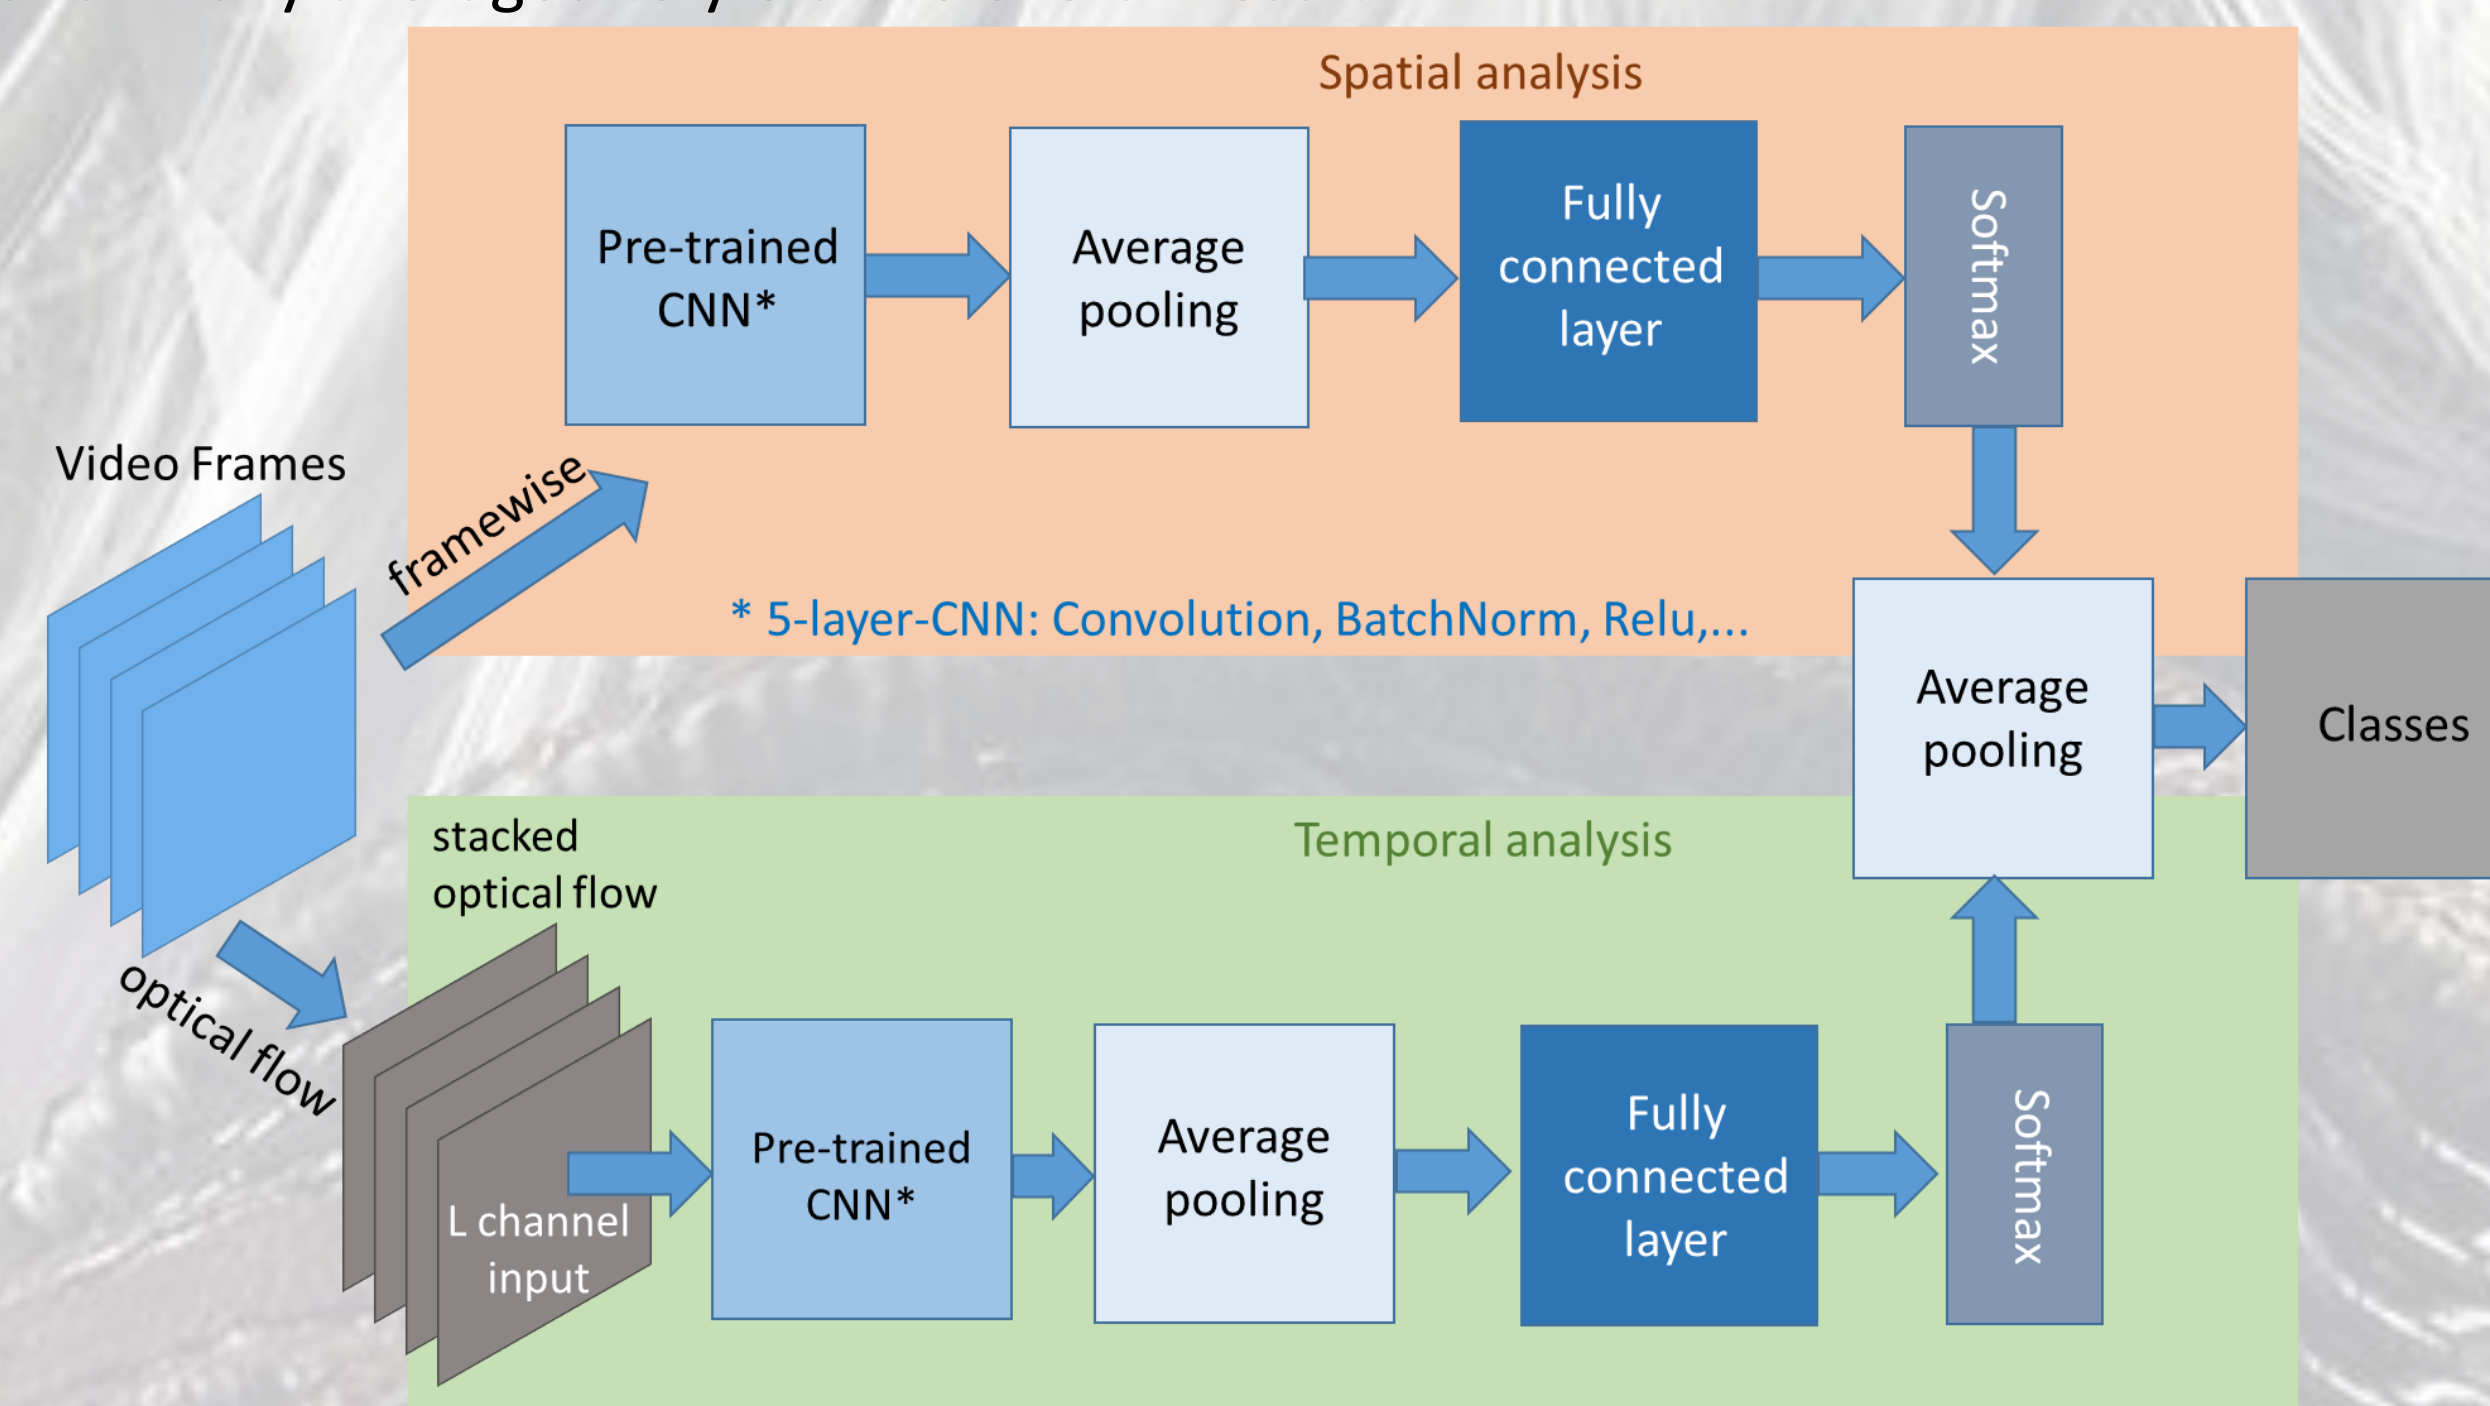 Spatial analysis
Pre-trained
CNN*
Average
pooling
Fully
connected
layer
Softmax
Video Frames
framewise
* 5-layer-CNN: Convolution, BatchNorm, Relu,...
Average
pooling
Classes
stacked
optical flow
Temporal analysis
optical flow
L channel
input
Pre-trained
CNN*
Average
pooling
Fully
connected
layer
Softmax